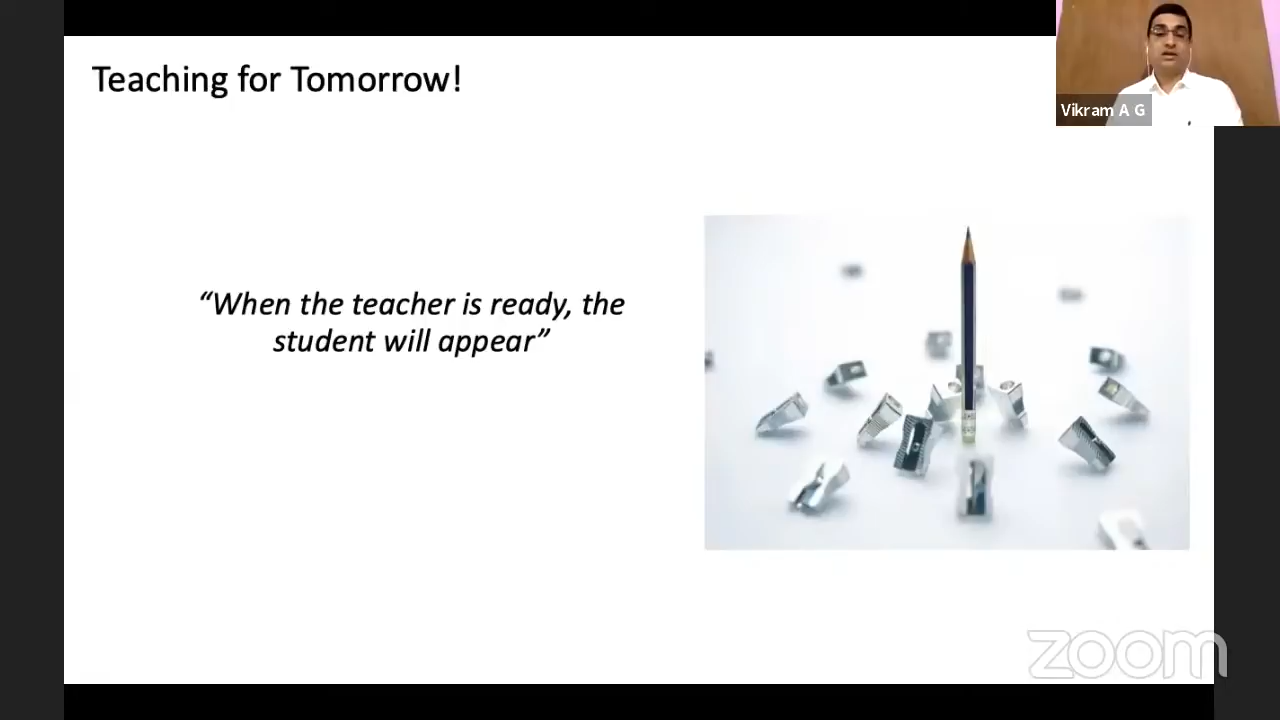 Teaching for Tomorrow!
Vikram A G
“When the teacher is ready, the
student will appear”
zoom